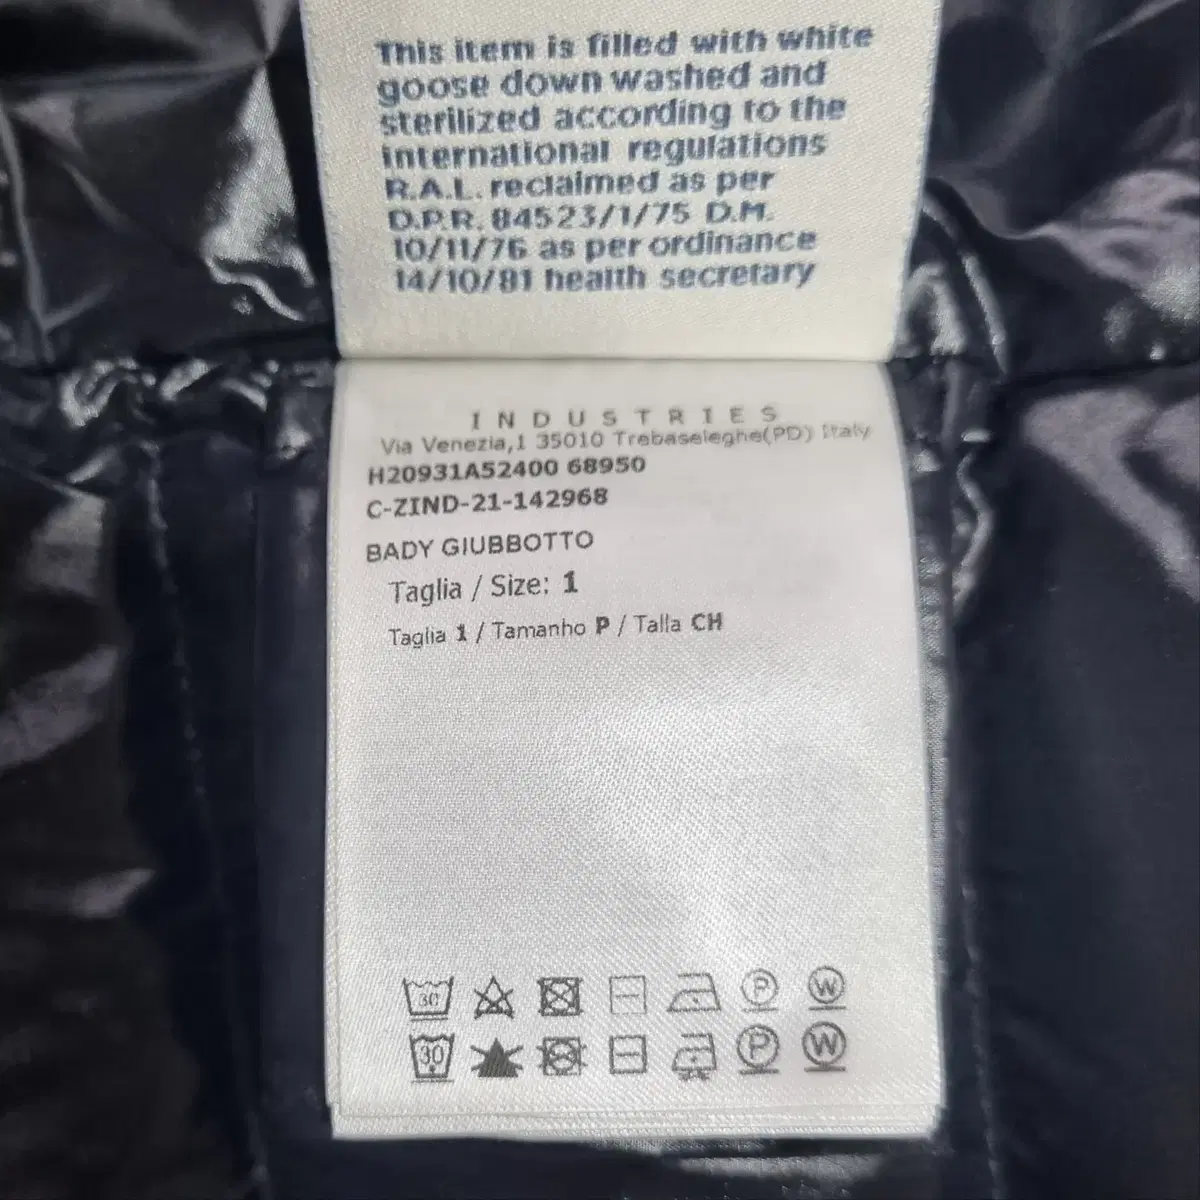 This item is filled with white
goose down washed and
sterilized according to the
international regulations
R.A.L. reclaimed as per
D.P.R. 84523/1/75 D.M.
10/11/76 as per ordinance
14/10/81 health secretary
INDUSTRIES
Via Venezia,1 35010 Trebaseleghe(PD) Italy
H20931A52400 68950
C-ZIND-21-142968
BADY GIUBBOTTO
Taglia / Size: 1
Taglia 1 / Tamanho P / Talla CH
30 P W
30 P W